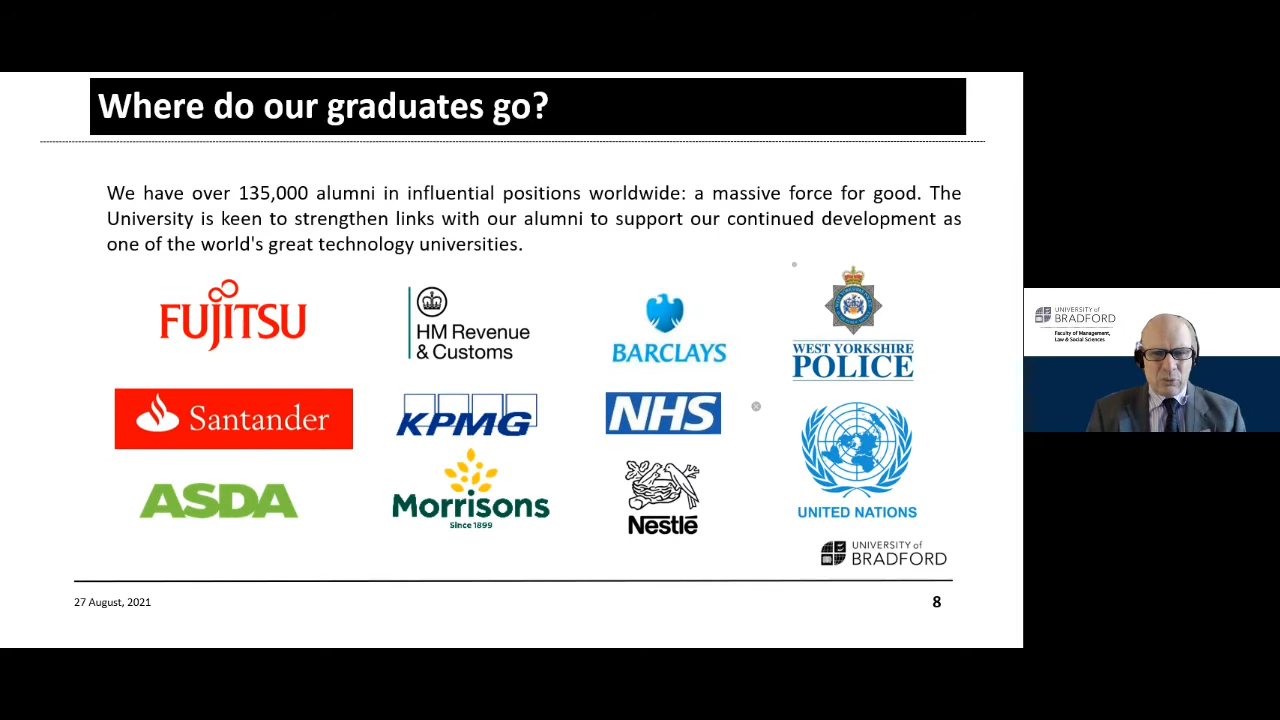 Where do our graduates go?
We have over 135,000 alumni in influential positions worldwide: a massive force for good. The
University is keen to strengthen links with our alumni to support our continued development as
one of the world's great technology universities.
FUJITSU
HM Revenue
& Customs
BARCLAYS
WEST YORKSHIRE
POLICE
Santander
KPMG
NHS
UNITED NATIONS
ASDA
Morrisons
Since 1899
Nestlé
UNIVERSITY of
BRADFORD
27 August, 2021
8
UNIVERSITY of
BRADFORD
Faculty of Management,
Law & Social Sciences